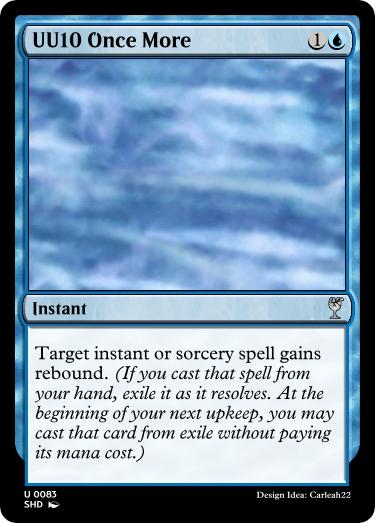 UU10 Once More 1
Instant
Target instant or sorcery spell gains
rebound. (If you cast that spell from
your hand, exile it as it resolves. At the
beginning of your next upkeep, you may
cast that card from exile without paying
its mana cost.)
U 0083
SHD
Design Idea: Carleah22